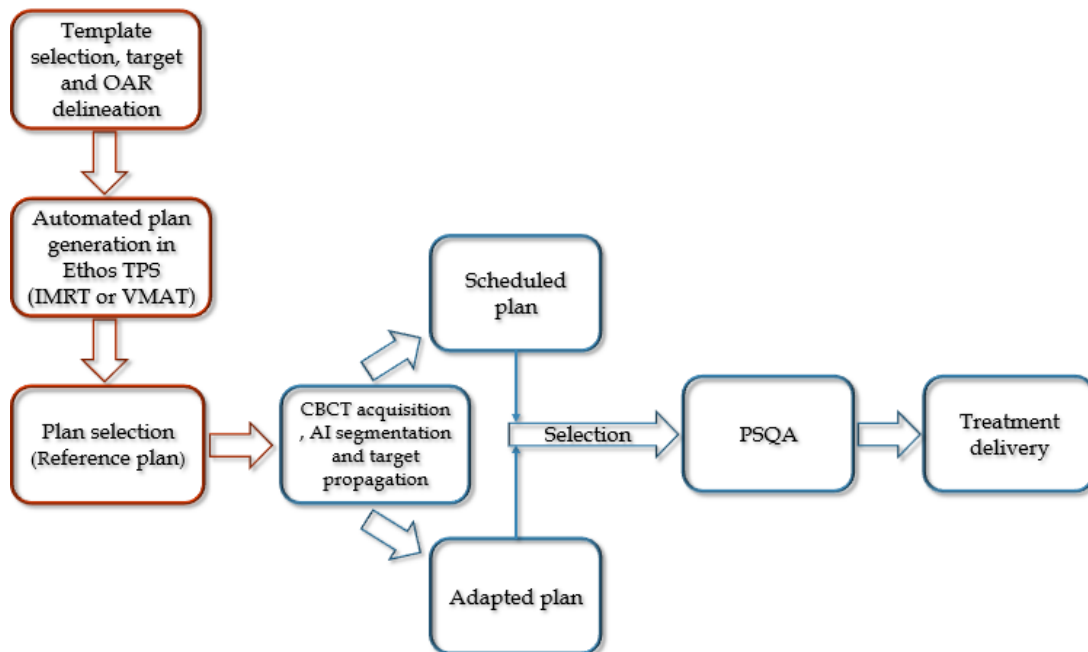 Template
selection, target
and OAR
delineation
Automated plan
generation in
Ethos TPS
(IMRT or VMAT)
Plan selection
(Reference plan)
CBCT acquisition
, AI segmentation
and target
propagation
Scheduled
plan
Adapted plan
Selection
PSQA
Treatment
delivery